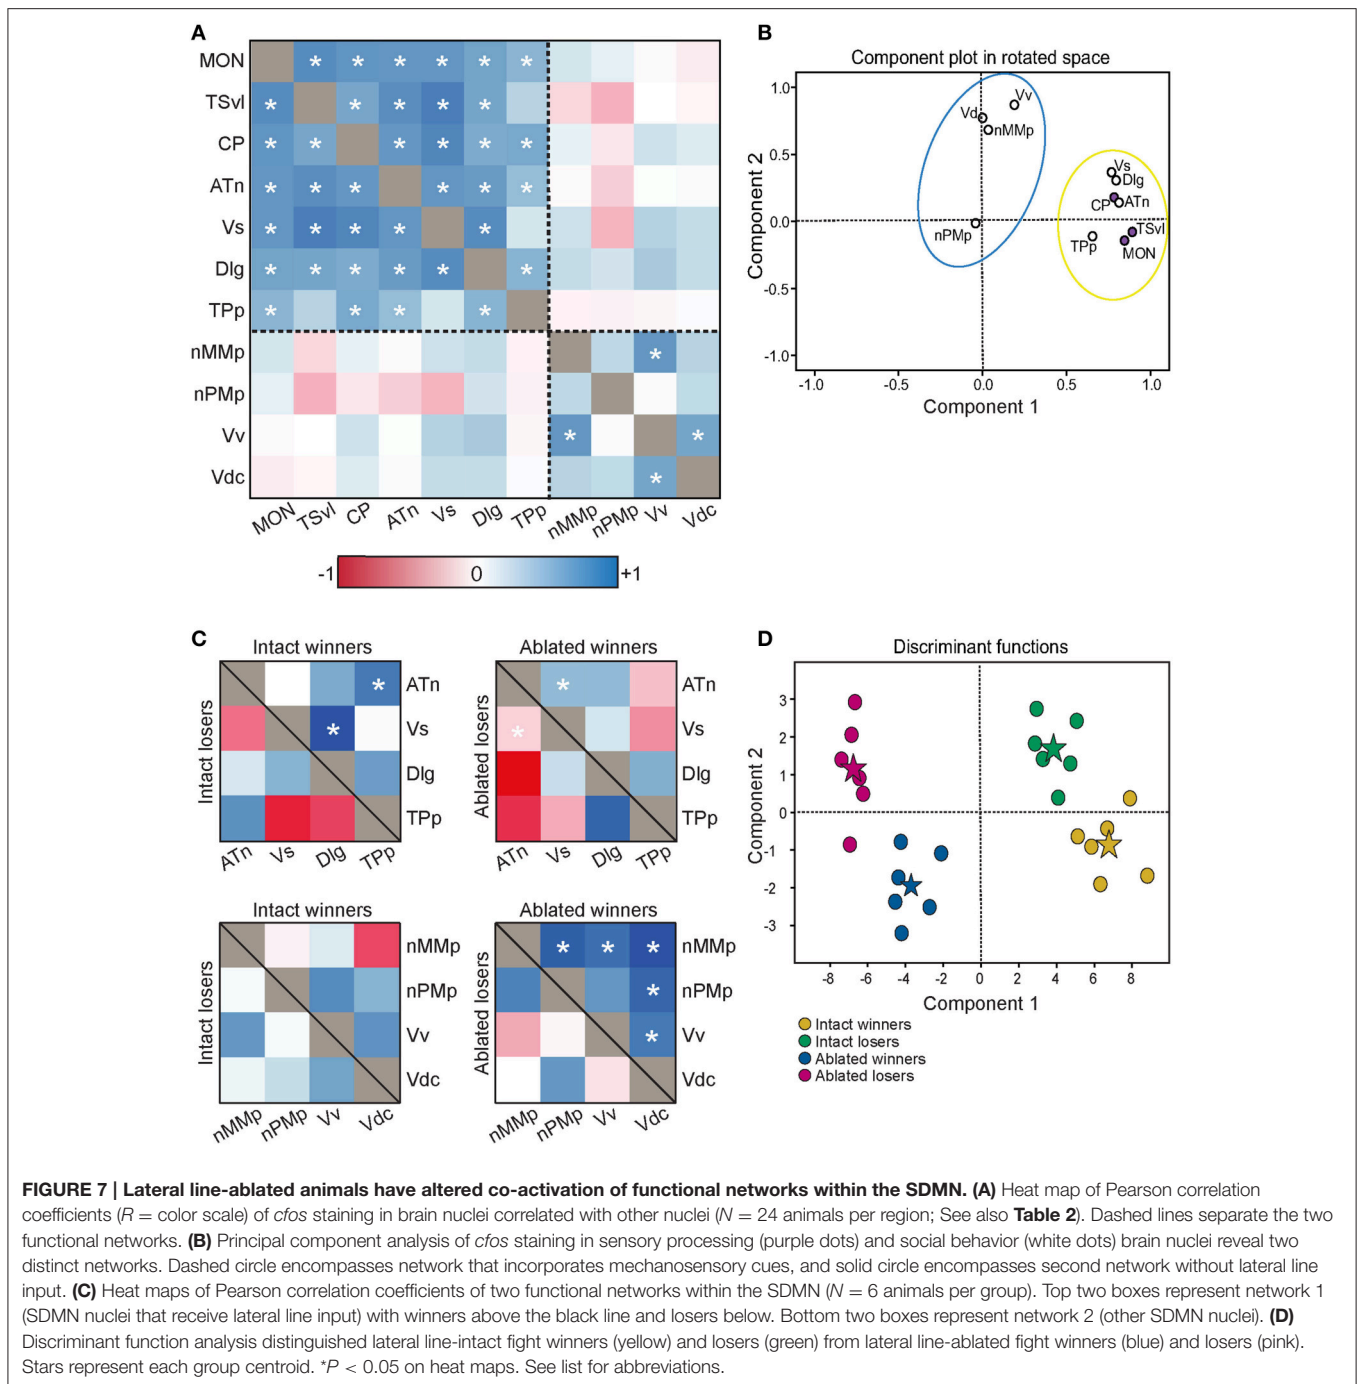 A
MON
TSvl
CP
ATn
Vs
Dlg
TPp
nMMp
nPMp
Vv
Vdc
MON TSvl CP ATn Vs Dlg TPp nMMp nPMp Vv Vdc
-1 0 +1
B
Component plot in rotated space
Component 2
1.0
0.5
0.0
-0.5
-1.0
Vv
Vd
nMMp
nPMp
Vs
Dlg
CP ATn
TSvl
TPp
MON
-1.0 -0.5 0.0 0.5 1.0
Component 1
C
Intact winners
Intact losers
ATn
Vs
Dlg
TPp
ATn Vs Dlg TPp
Ablated winners
Ablated losers
ATn
Vs
Dlg
TPp
ATn Vs Dlg TPp
Intact winners
Intact losers
nMMp
nPMp
Vv
Vdc
nMMp nPMp Vv Vdc
Ablated winners
Ablated losers
nMMp
nPMp
Vv
Vdc
nMMp nPMp Vv Vdc
D
Discriminant functions
Component 2
3
2
1
0
-1
-2
-3
-8 -6 -4 -2 0 2 4 6 8
Component 1
Intact winners
Intact losers
Ablated winners
Ablated losers
FIGURE 7 | Lateral line-ablated animals have altered co-activation of functional networks within the SDMN. (A) Heat map of Pearson correlation
coefficients (R = color scale) of cfos staining in brain nuclei correlated with other nuclei (N = 24 animals per region; See also Table 2). Dashed lines separate the two
functional networks. (B) Principal component analysis of cfos staining in sensory processing (purple dots) and social behavior (white dots) brain nuclei reveal two
distinct networks. Dashed circle encompasses network that incorporates mechanosensory cues, and solid circle encompasses second network without lateral line
input. (C) Heat maps of Pearson correlation coefficients of two functional networks within the SDMN (N = 6 animals per group). Top two boxes represent network 1
(SDMN nuclei that receive lateral line input) with winners above the black line and losers below. Bottom two boxes represent network 2 (other SDMN nuclei). (D)
Discriminant function analysis distinguished lateral line-intact fight winners (yellow) and losers (green) from lateral line-ablated fight winners (blue) and losers (pink).
Stars represent each group centroid. *P < 0.05 on heat maps. See list for abbreviations.